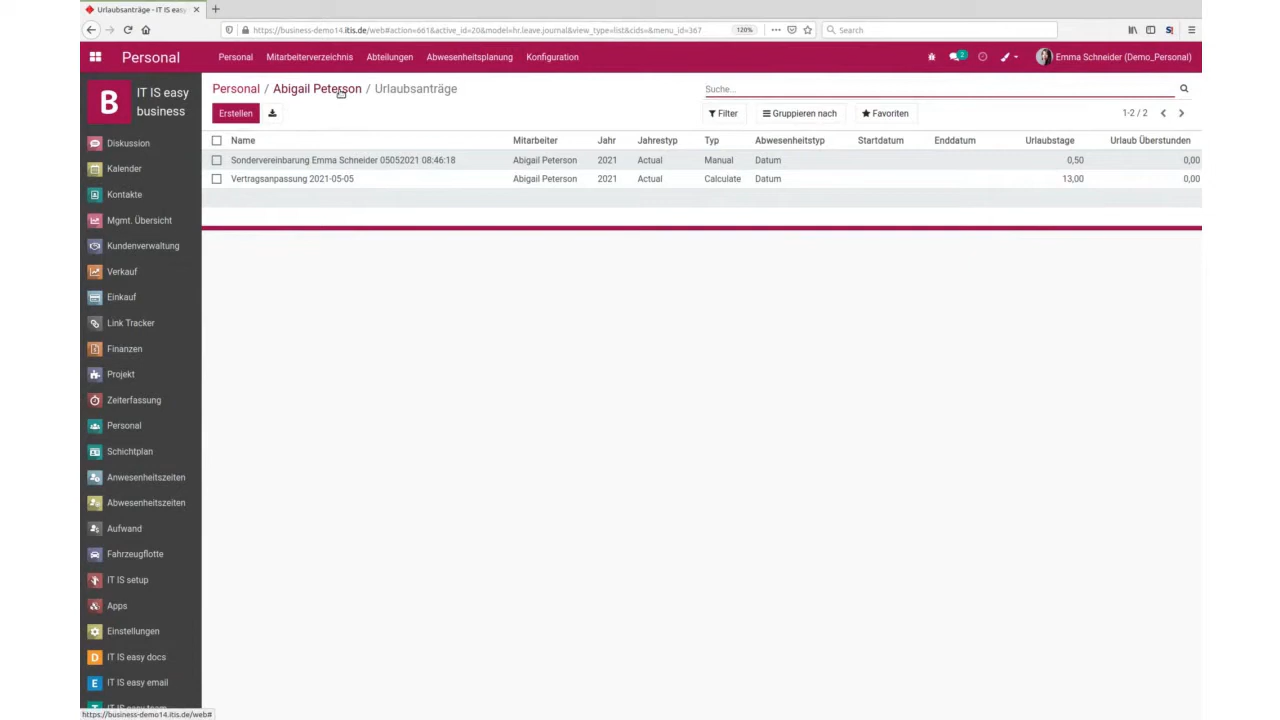 Urlaubsanträge - IT IS easy
https://business-demo14.itis.de/web#action=661&active_id=20&model=hr.leave.journal&view_type=list&cids=&menu_id=367
120%
Search
Personal
Personal Mitarbeiterverzeichnis Abteilungen Abwesenheitsplanung Konfiguration
2
Emma Schneider (Demo_Personal)
B
IT IS easy
business
Diskussion
Kalender
Kontakte
Mgmt. Übersicht
Kundenverwaltung
Verkauf
Einkauf
Link Tracker
Finanzen
Projekt
Zeiterfassung
Personal
Schichtplan
Anwesenheitszeiten
Abwesenheitszeiten
Aufwand
Fahrzeugflotte
IT IS setup
Apps
Einstellungen
D IT IS easy docs
E IT IS easy email
https://business-demo14.itis.de/web#
Personal / Abigail Peterson / Urlaubsanträge
Suche...
Erstellen
Filter Gruppieren nach Favoriten
1-2 / 2
Name Mitarbeiter Jahr Jahrestyp Typ Abwesenheitstyp Startdatum Enddatum Urlaubstage Urlaub Überstunden
Sondervereinbarung Emma Schneider 05052021 08:46:18 Abigail Peterson 2021 Actual Manual Datum 0,50 0,00
Vertragsanpassung 2021-05-05 Abigail Peterson 2021 Actual Calculate Datum 13,00 0,00